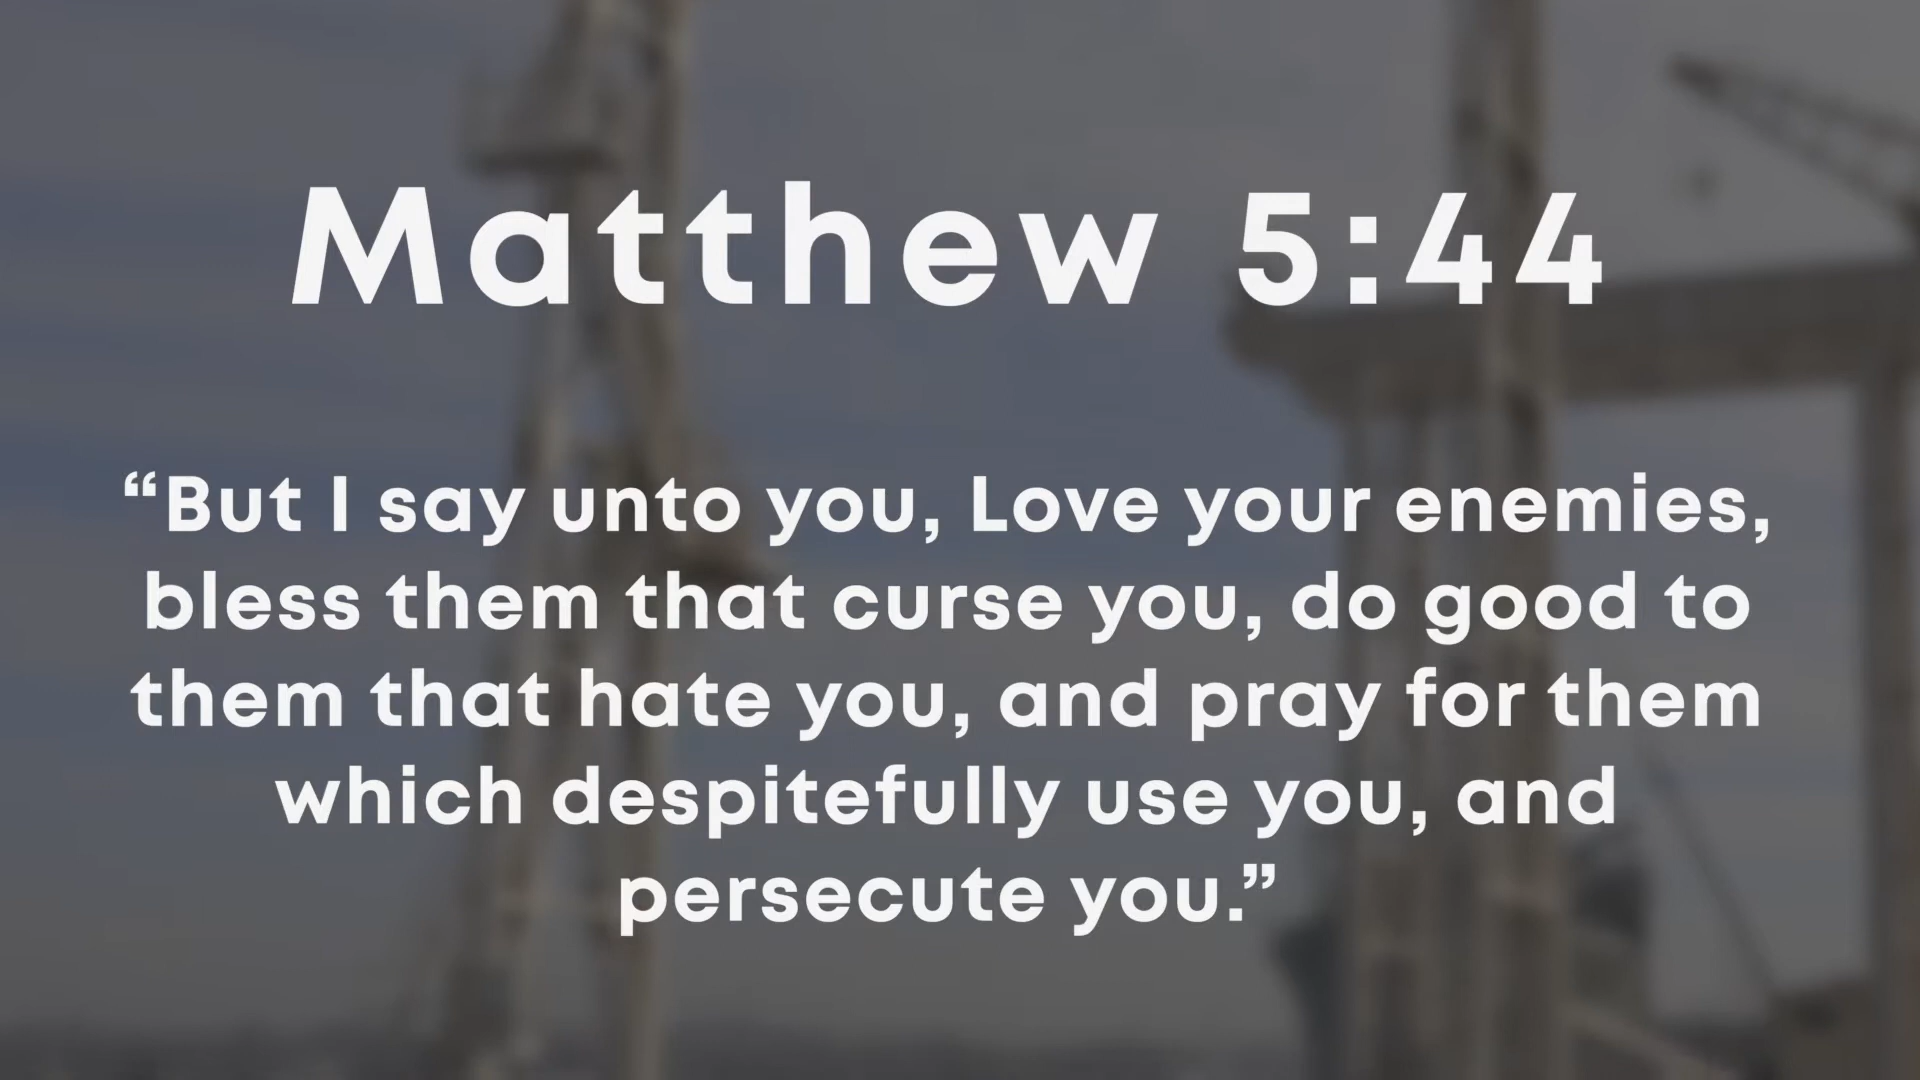 Matthew 5:44
“But I say unto you, Love your enemies,
bless them that curse you, do good to
them that hate you, and pray for them
which despitefully use you, and
persecute you.”